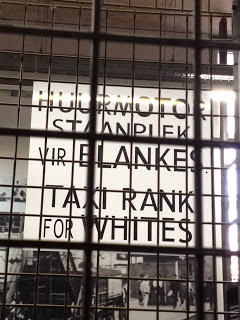 HUURMOTOR
STAANPLEK
VIR BLANKES.
TAXI RANK
FOR WHITES